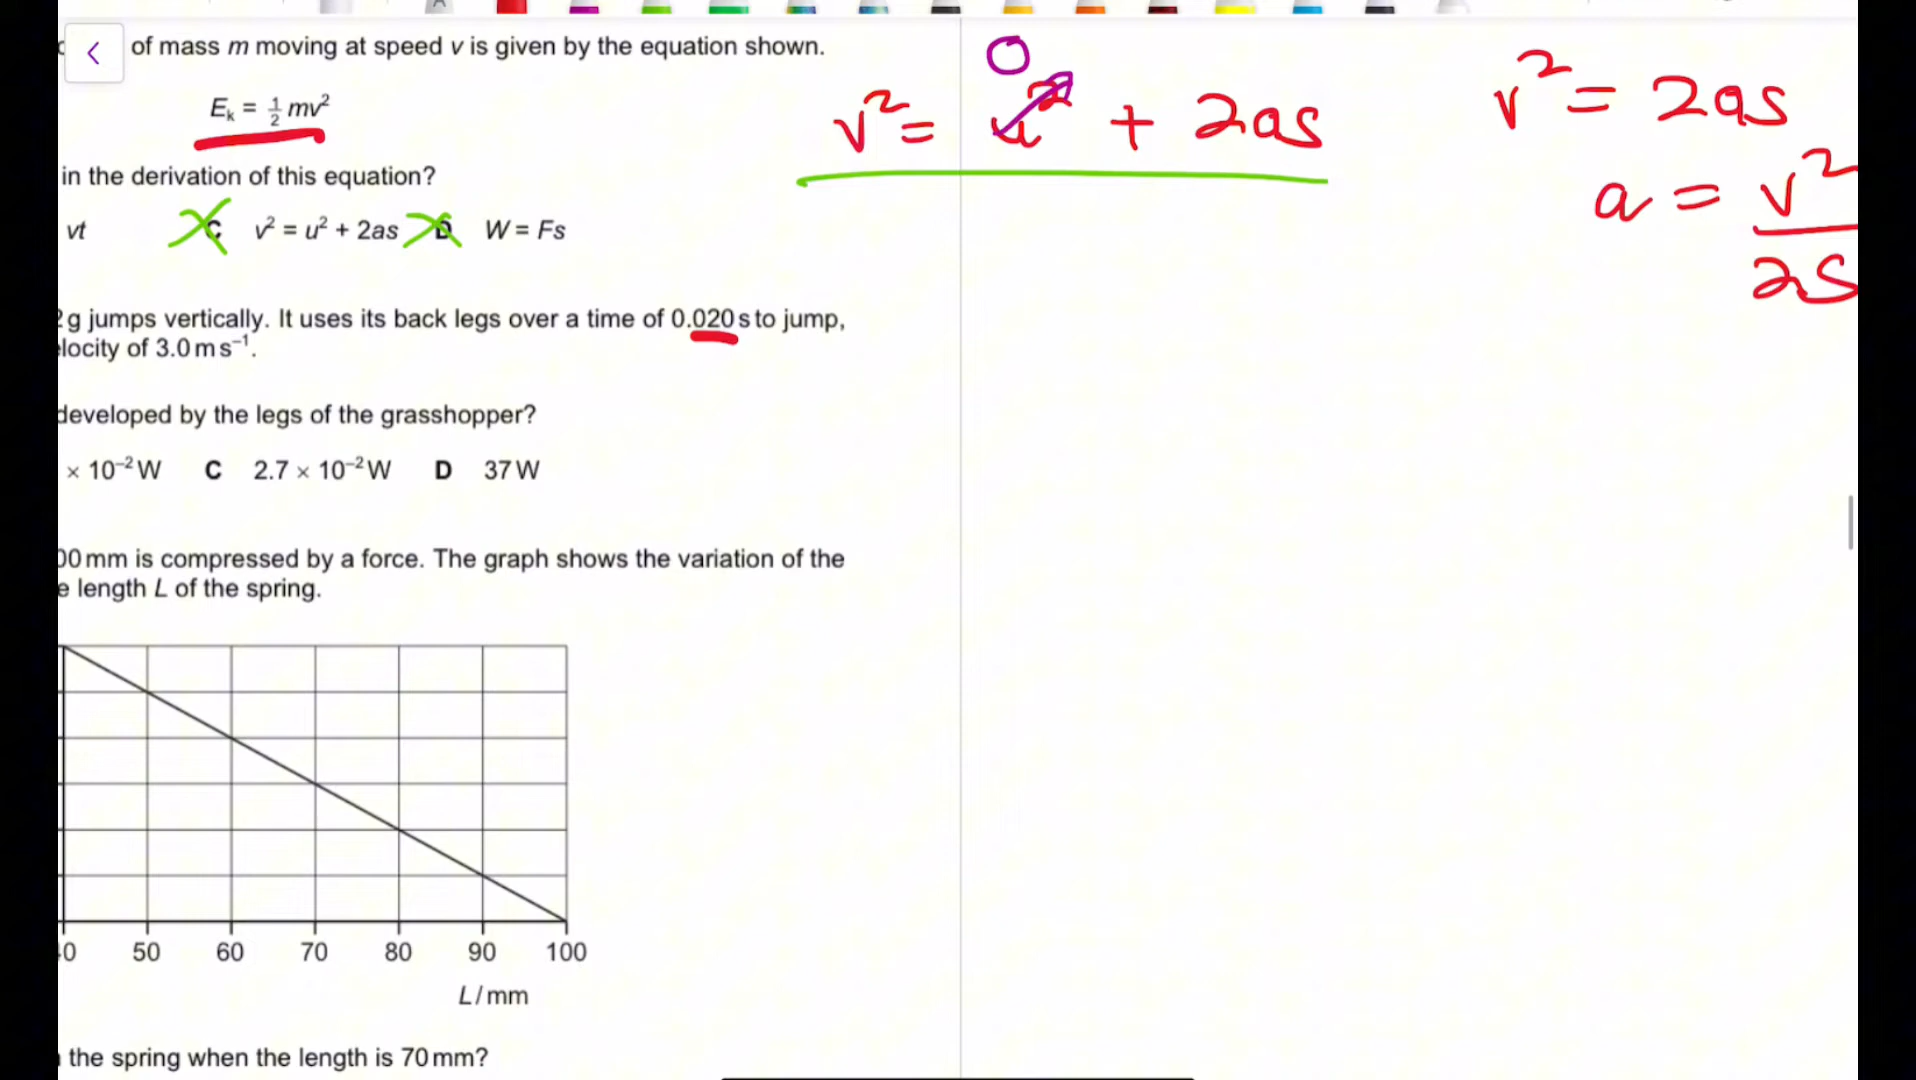 of mass m moving at speed v is given by the equation shown.
Eₖ = ½ mv²
in the derivation of this equation?
vt C v² = u² + 2as D W = Fs
g jumps vertically. It uses its back legs over a time of 0.020 s to jump,
locity of 3.0 m s⁻¹.
developed by the legs of the grasshopper?
× 10⁻² W C 2.7 × 10⁻² W D 37 W
00 mm is compressed by a force. The graph shows the variation of the
e length L of the spring.
50 60 70 80 90 100
L / mm
the spring when the length is 70 mm?
0
v² = u² + 2as
v² = 2as
a = v²
2s